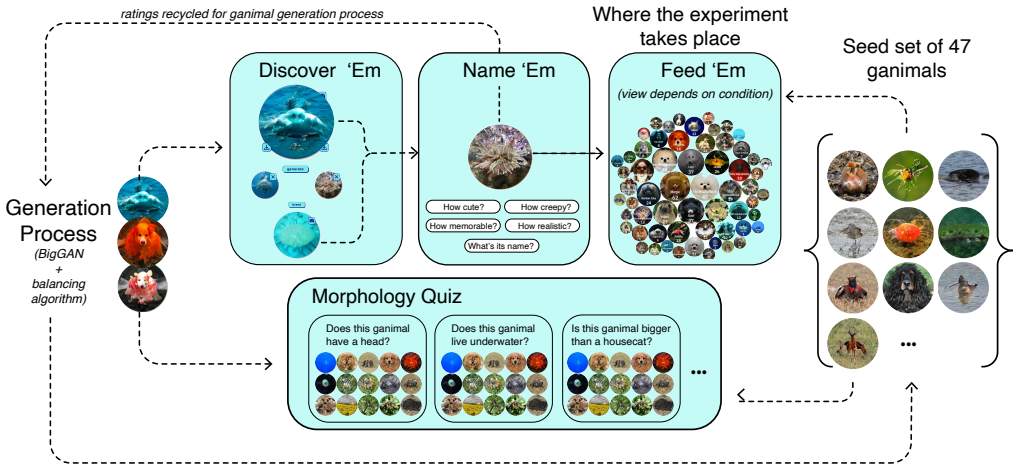 ratings recycled for ganimal generation process
Where the experiment
takes place
Seed set of 47
ganimals
Discover ‘Em
Name ‘Em
Feed ‘Em
(view depends on condition)
generate
How cute?
How creepy?
How memorable?
How realistic?
What's its name?
Generation
Process
(BigGAN
+
balancing
algorithm)
Morphology Quiz
Does this ganimal
have a head?
Does this ganimal
live underwater?
Is this ganimal bigger
than a housecat?
...
...